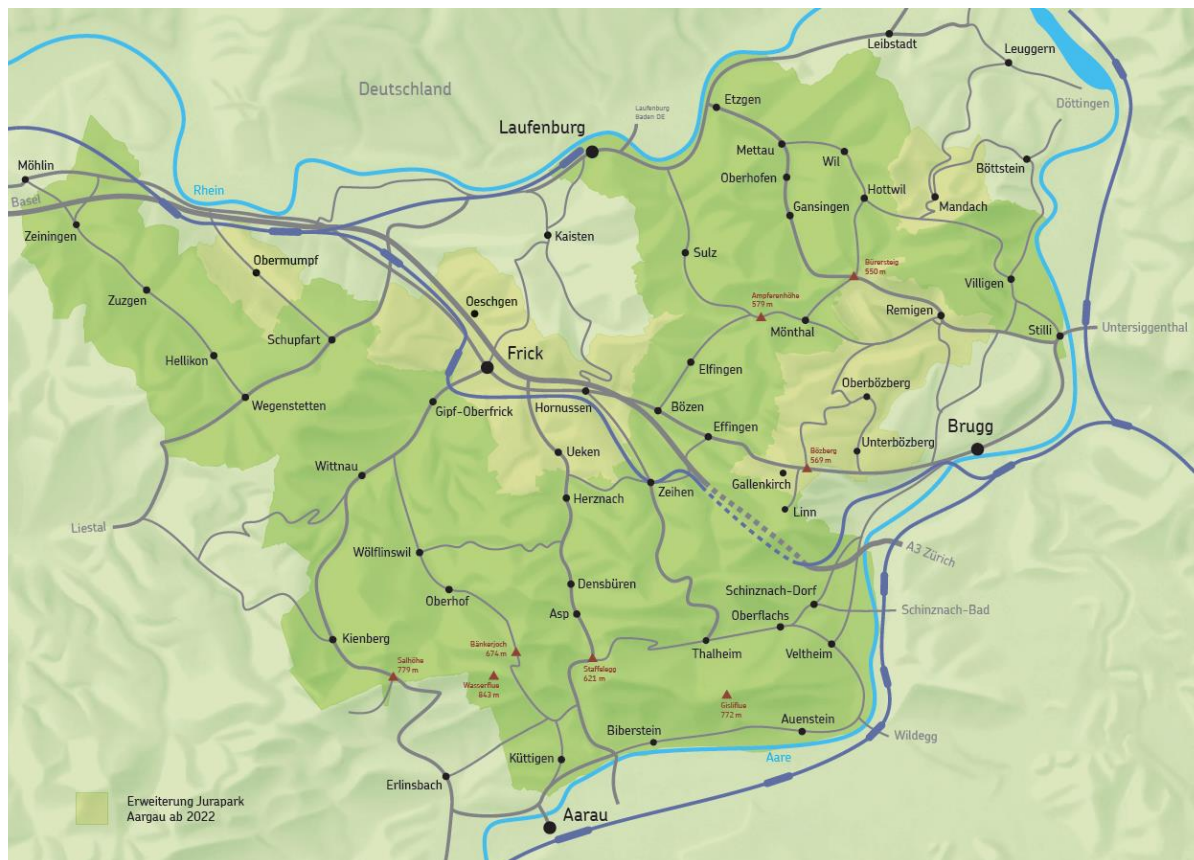 Leibstadt
Leuggern
Deutschland
Laufenburg
Baden DE
Etzgen
Döttingen
Laufenburg
Mettau
Wil
Böttstein
Möhlin
Oberhofen
Hottwil
Rhein
Basel
Gansingen
Mandach
Zeiningen
Kaisten
Sulz
Obermumpf
Bürersteig
550 m
Zuzgen
Villigen
Oeschgen
Ampferenhöhe
579 m
Remigen
Mönthal
Stilli
Untersiggenthal
Schupfart
Frick
Hellikon
Elfingen
Oberbözberg
Wegenstetten
Gipf-Oberfrick
Hornussen
Bözen
Effingen
Brugg
Unterbözberg
Ueken
Bözberg
569 m
Wittnau
Gallenkirch
Zeihen
Herznach
Linn
Liestal
Wölflinswil
A3 Zürich
Densbüren
Schinznach-Dorf
Oberhof
Asp
Oberflachs
Schinznach-Bad
Kienberg
Bänkerjoch
674 m
Thalheim
Veltheim
Salhöhe
779 m
Staffelegg
621 m
Wasserflue
843 m
Gisliflue
772 m
Auenstein
Biberstein
Wildegg
Küttigen
Aare
Erlinsbach
Erweiterung Jurapark
Aargau ab 2022
Aarau